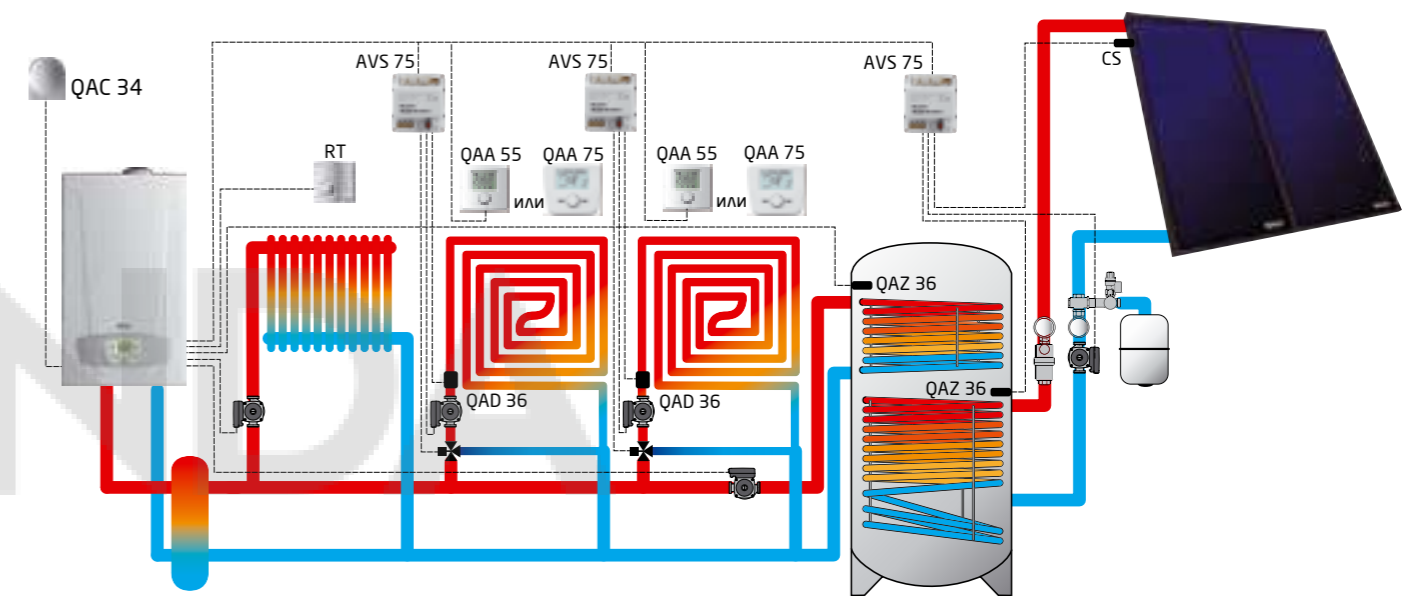 QAC 34
AVS 75
AVS 75
AVS 75
CS
RT
QAA 55
или
QAA 75
QAA 55
или
QAA 75
QAZ 36
QAZ 36
QAD 36
QAD 36